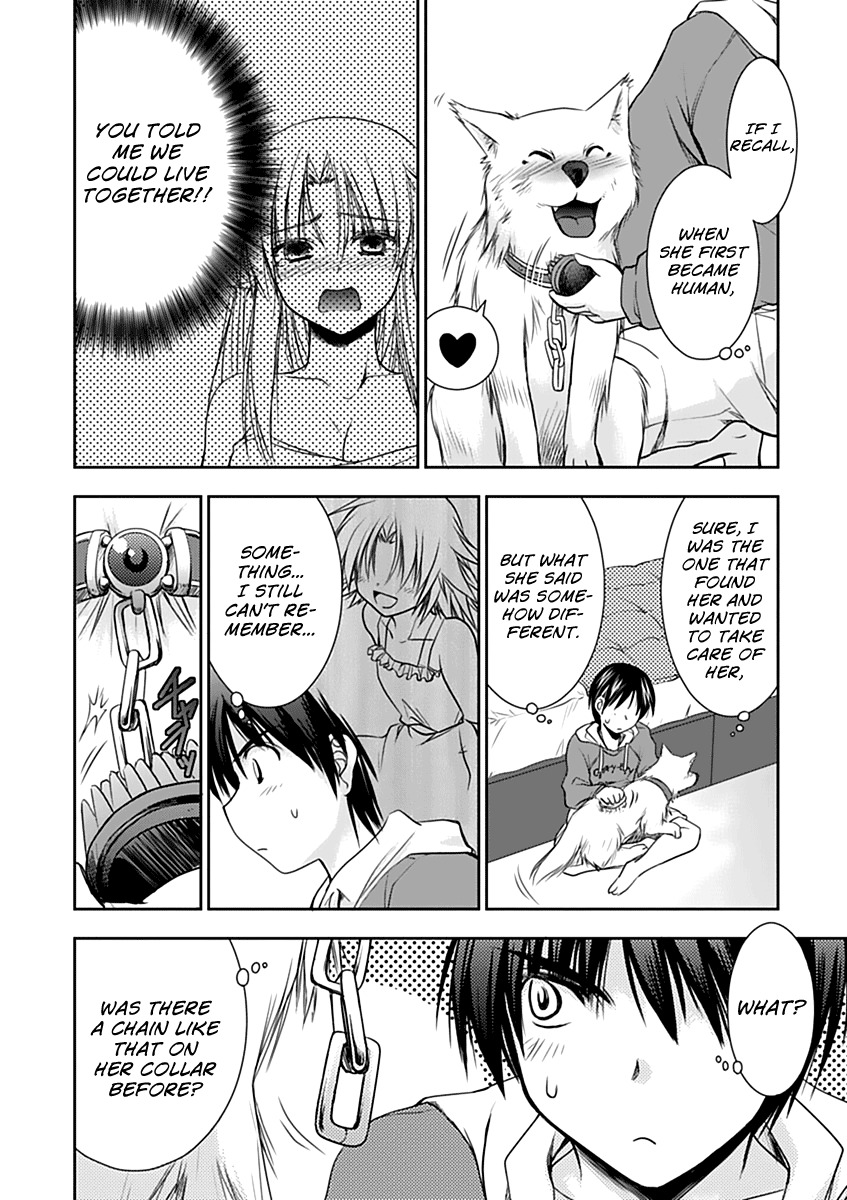 IF I
RECALL,
WHEN
SHE FIRST
BECAME
HUMAN,
YOU TOLD
ME WE
COULD LIVE
TOGETHER!!
SURE, I
WAS THE
ONE THAT
FOUND
HER AND
WANTED
TO TAKE
CARE OF
HER,
BUT WHAT
SHE SAID
WAS SOME-
HOW DIF-
FERENT.
SOME-
THING...
I STILL
CAN'T RE-
MEMBER...
WHAT?
WAS THERE
A CHAIN LIKE
THAT ON
HER COLLAR
BEFORE?